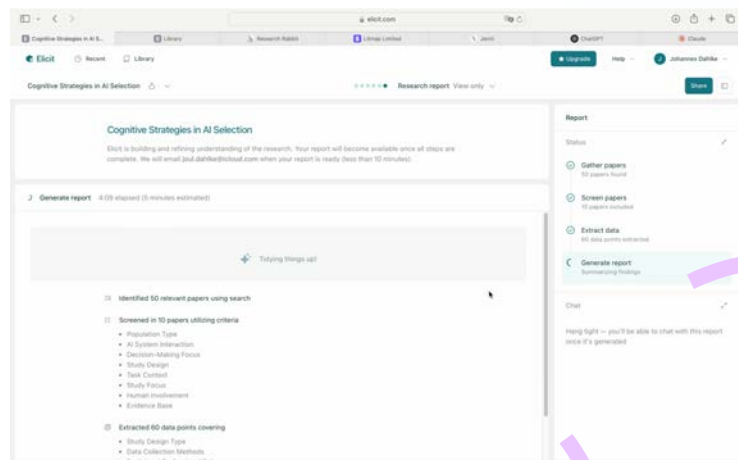 elicit.com
Cognitive Strategies in AI S...
Library
Research Rabbit
Litmap Limited
Jenni
ChatGPT
Claude
Elicit
Recent
Library
Upgrade
Help
Johannes Dahlke
Cognitive Strategies in AI Selection
Research report View only
Share
Cognitive Strategies in AI Selection
Elicit is building and refining understanding of the research. Your report will become available once all steps are
complete. We will email joul.dahlke@icloud.com when your report is ready (less than 10 minutes).
Generate report 4:09 elapsed (5 minutes estimated)
Tidying things up!
Identified 50 relevant papers using search
Screened in 10 papers utilizing criteria
• Population Type
• AI System Interaction
• Decision-Making Focus
• Study Design
• Task Context
• Study Focus
• Human Involvement
• Evidence Base
Extracted 60 data points covering
• Study Design Type
• Data Collection Methods
Report
Status
Gather papers
50 papers found
Screen papers
10 papers included
Extract data
60 data points extracted
Generate report
Summarizing findings
Chat
Hang tight — you'll be able to chat with this report
once it's generated